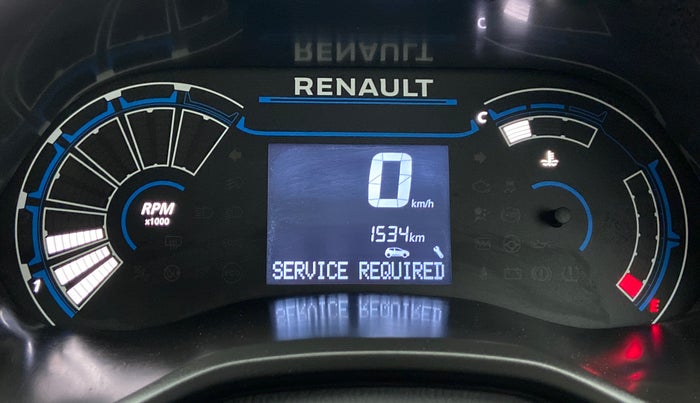 RENAULT
C
0 km/h
RPM
x1000
1534km
SERVICE REQUIRED
1
E